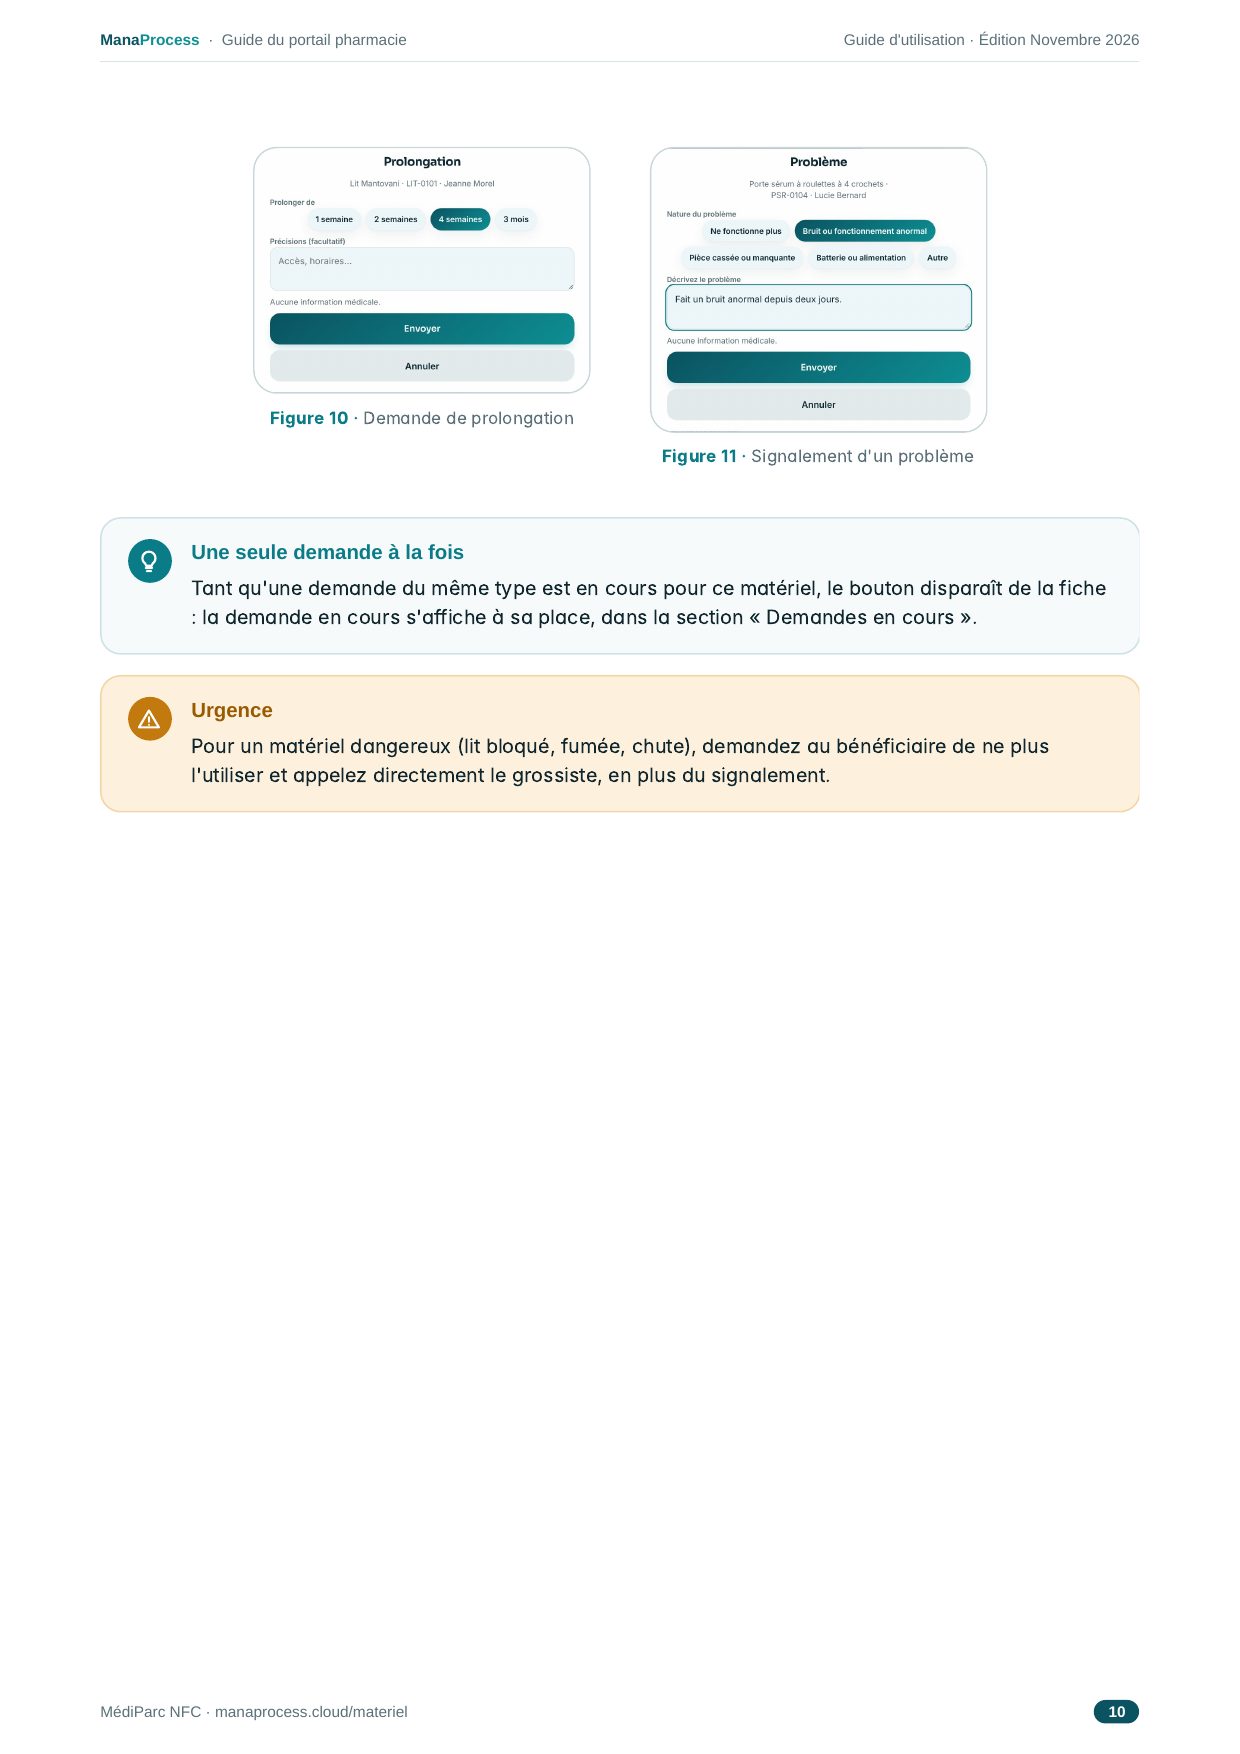 ManaProcess · Guide du portail pharmacie
Guide d'utilisation · Édition Novembre 2026
Prolongation
Lit Mantovani · LIT-0101 · Jeanne Morel
Prolonger de
1 semaine 2 semaines 4 semaines 3 mois
Précisions (facultatif)
Accès, horaires...
Aucune information médicale.
Envoyer
Annuler
Figure 10 · Demande de prolongation
Problème
Porte sérum à roulettes à 4 crochets ·
PSR-0104 · Lucie Bernard
Nature du problème
Ne fonctionne plus Bruit ou fonctionnement anormal
Pièce cassée ou manquante Batterie ou alimentation Autre
Décrivez le problème
Fait un bruit anormal depuis deux jours.
Aucune information médicale.
Envoyer
Annuler
Figure 11 · Signalement d'un problème
Une seule demande à la fois
Tant qu'une demande du même type est en cours pour ce matériel, le bouton disparaît de la fiche
: la demande en cours s'affiche à sa place, dans la section « Demandes en cours ».
Urgence
Pour un matériel dangereux (lit bloqué, fumée, chute), demandez au bénéficiaire de ne plus
l'utiliser et appelez directement le grossiste, en plus du signalement.
MédiParc NFC · manaprocess.cloud/materiel
10